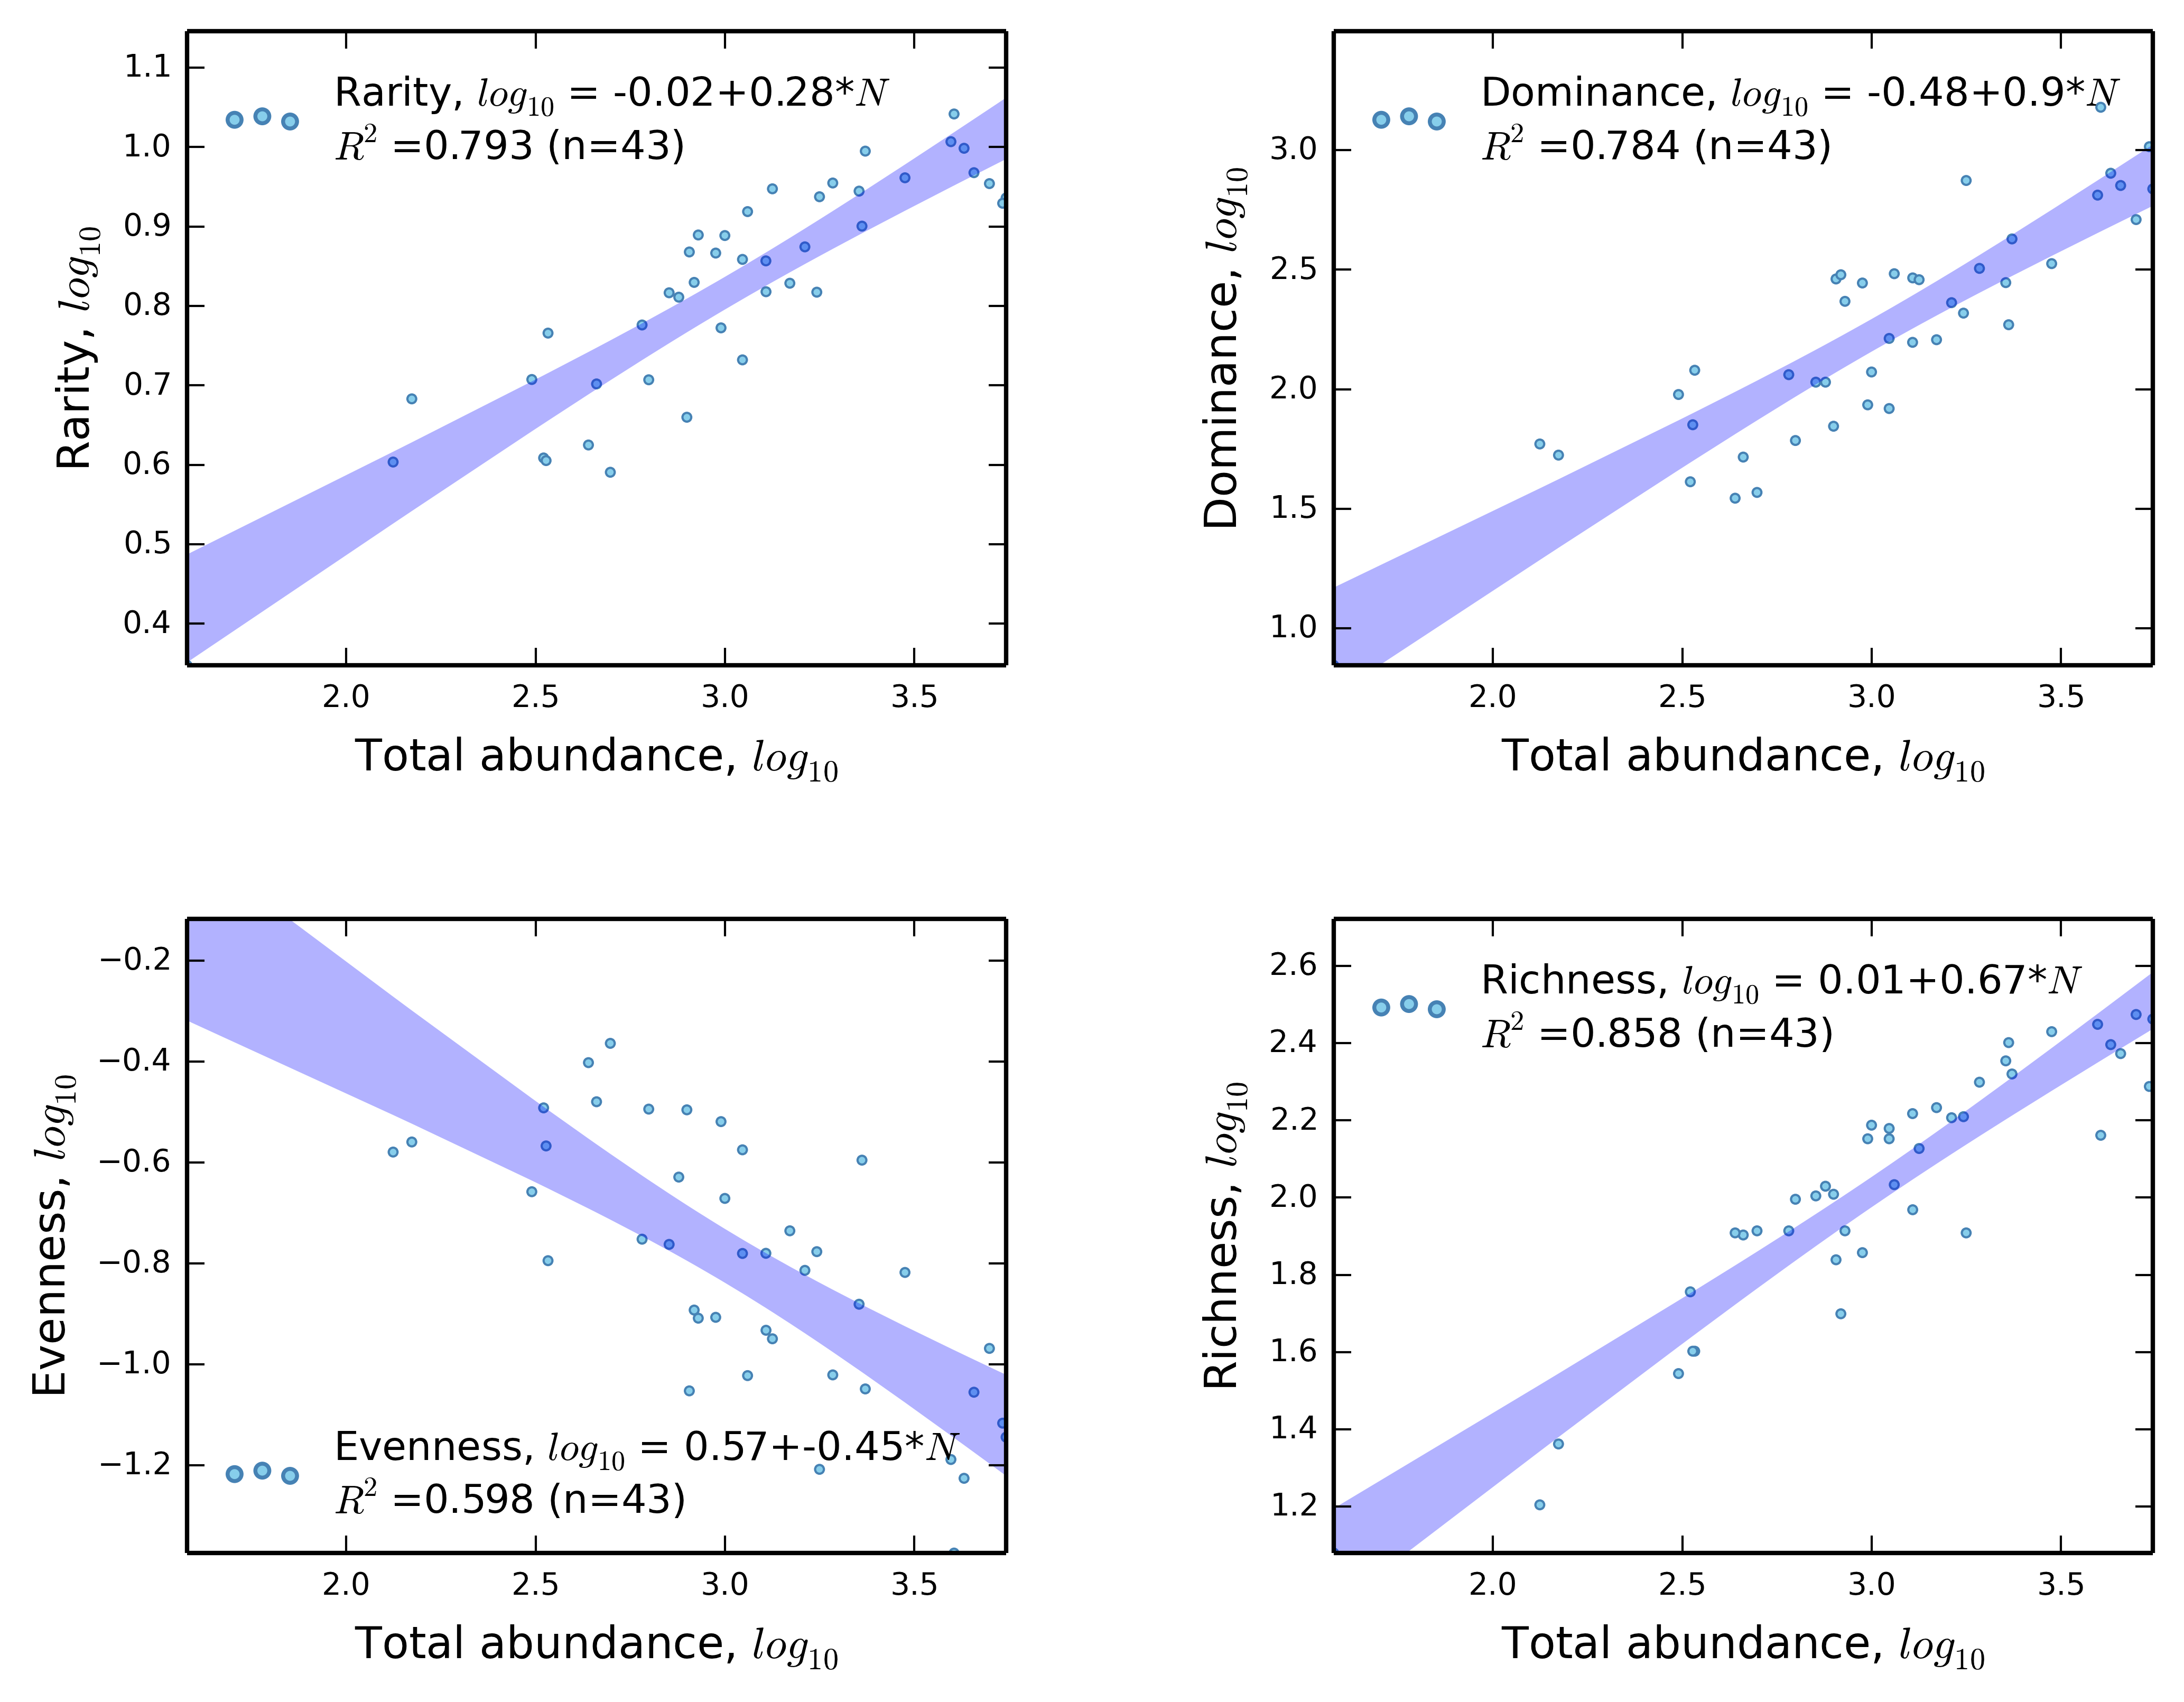 Rarity, log10 = -0.02+0.28*N
R2 =0.793 (n=43)
1.1
1.0
0.9
0.8
0.7
0.6
0.5
0.4
Rarity, log10
2.0 2.5 3.0 3.5
Total abundance, log10
Dominance, log10 = -0.48+0.9*N
R2 =0.784 (n=43)
3.0
2.5
2.0
1.5
1.0
Dominance, log10
2.0 2.5 3.0 3.5
Total abundance, log10
−0.2
−0.4
−0.6
−0.8
−1.0
−1.2
Evenness, log10
Evenness, log10 = 0.57+-0.45*N
R2 =0.598 (n=43)
2.0 2.5 3.0 3.5
Total abundance, log10
Richness, log10 = 0.01+0.67*N
R2 =0.858 (n=43)
2.6
2.4
2.2
2.0
1.8
1.6
1.4
1.2
Richness, log10
2.0 2.5 3.0 3.5
Total abundance, log10